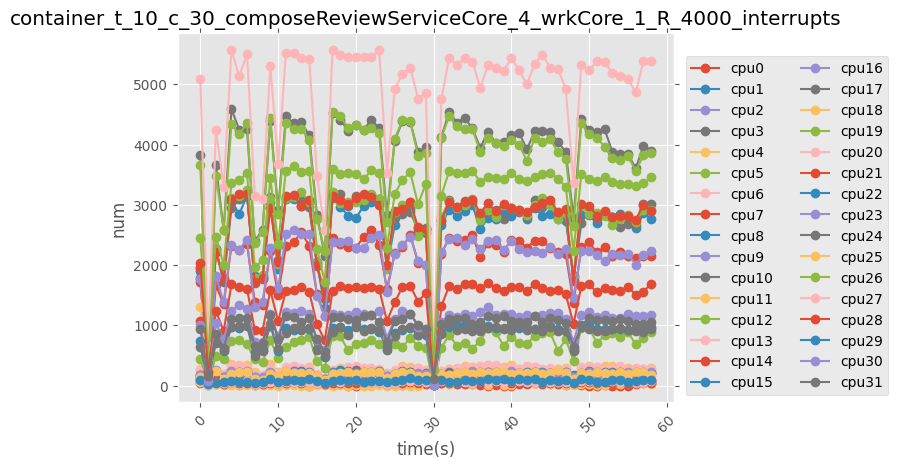 container_t_10_c_30_composeReviewServiceCore_4_wrkCore_1_R_4000_interrupts
num
5000
4000
3000
2000
1000
0
0
10
20
30
40
50
60
time(s)
cpu0
cpu1
cpu2
cpu3
cpu4
cpu5
cpu6
cpu7
cpu8
cpu9
cpu10
cpu11
cpu12
cpu13
cpu14
cpu15
cpu16
cpu17
cpu18
cpu19
cpu20
cpu21
cpu22
cpu23
cpu24
cpu25
cpu26
cpu27
cpu28
cpu29
cpu30
cpu31